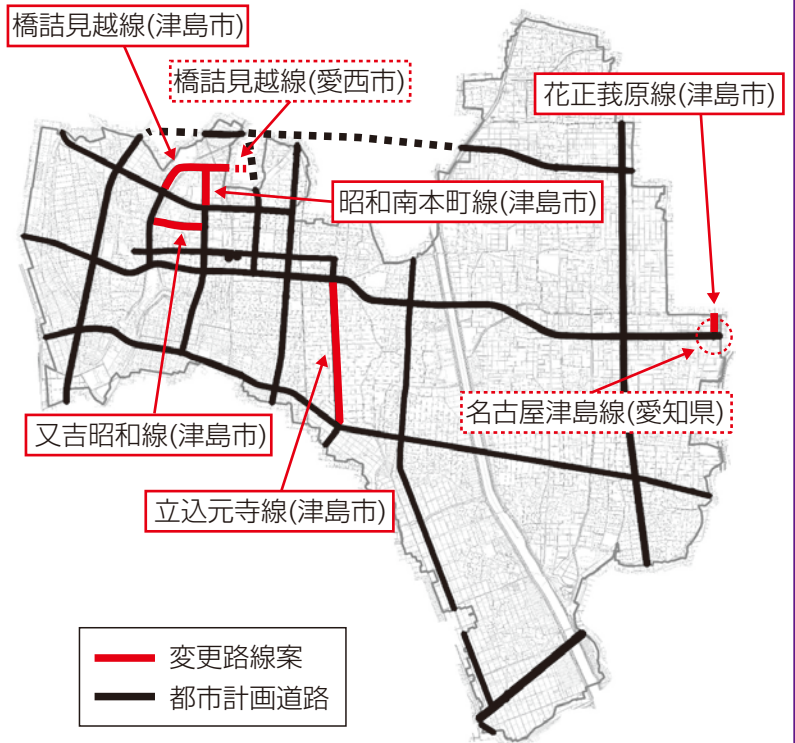 橋詰見越線(津島市)
橋詰見越線(愛西市)
花正莪原線(津島市)
昭和南本町線(津島市)
名古屋津島線(愛知県)
又吉昭和線(津島市)
立込元寺線(津島市)
変更路線案
都市計画道路